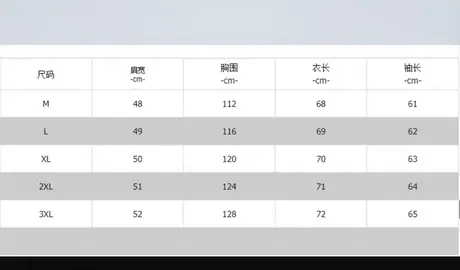 尺码 肩宽 胸围 衣长 袖长
-cm- -cm- -cm- -cm-
M 48 112 68 61
L 49 116 69 62
XL 50 120 70 63
2XL 51 124 71 64
3XL 52 128 72 65